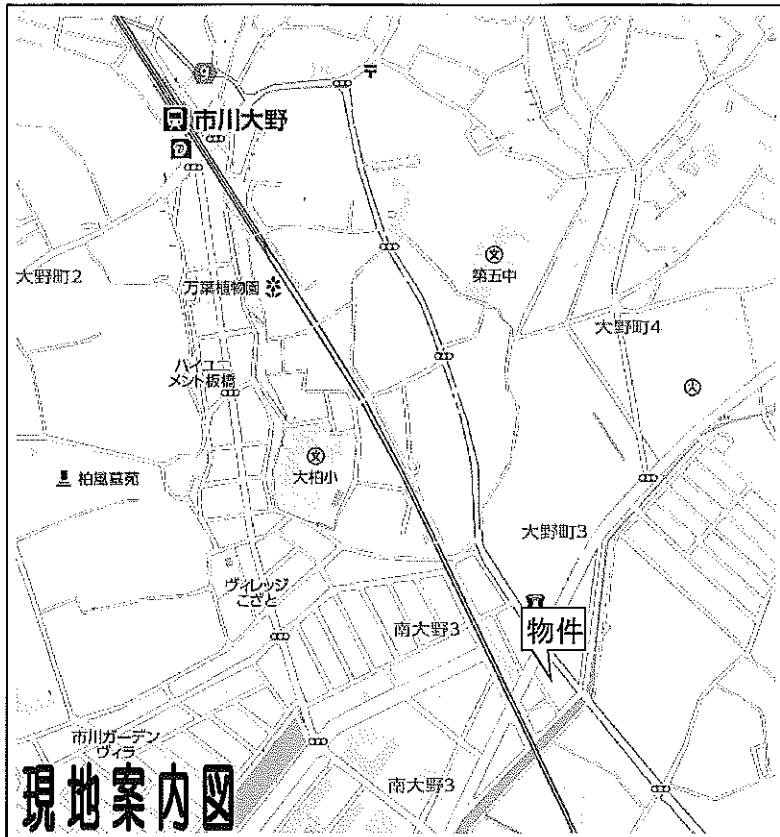 市川大野
大野町2
万葉植物園
第五中
大野町4
ハイユー
メント板橋
柏風墓苑
大柏小
大野町3
ヴィレッジ
こざと
南大野3
物件
市川ガーデン
ヴィラ
南大野3
現地案内図